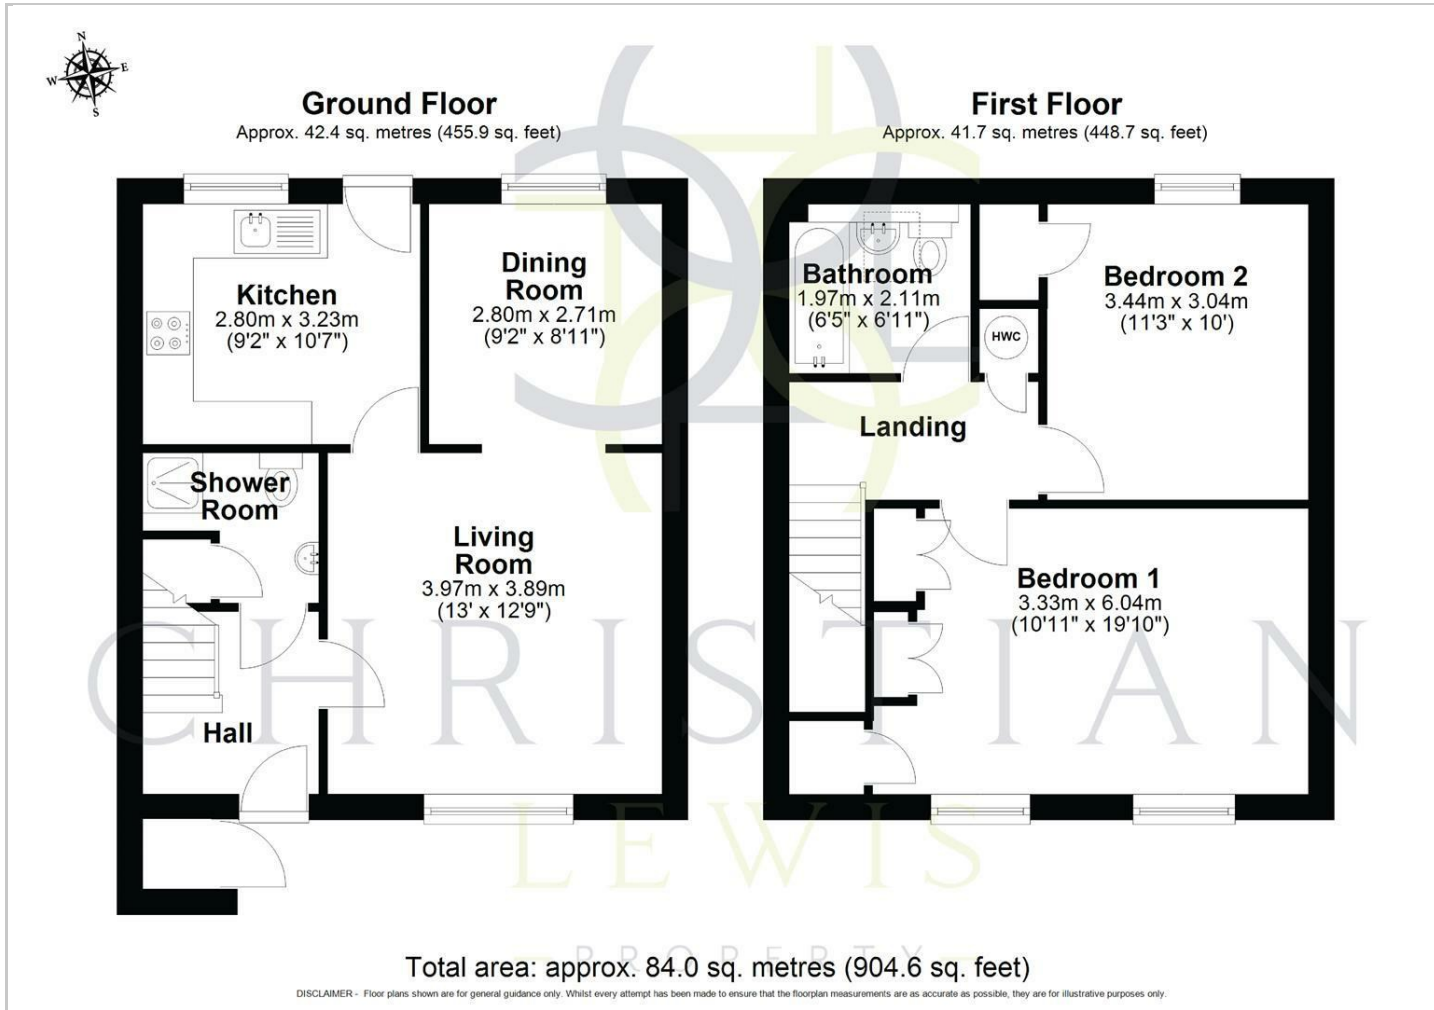 N
W E
S
Ground Floor
Approx. 42.4 sq. metres (455.9 sq. feet)
First Floor
Approx. 41.7 sq. metres (448.7 sq. feet)
Kitchen
2.80m x 3.23m
(9'2" x 10'7")
Dining
Room
2.80m x 2.71m
(9'2" x 8'11")
Shower
Room
Living
Room
3.97m x 3.89m
(13' x 12'9")
Hall
Bathroom
1.97m x 2.11m
(6'5" x 6'11")
HWC
Bedroom 2
3.44m x 3.04m
(11'3" x 10')
Landing
Bedroom 1
3.33m x 6.04m
(10'11" x 19'10")
CHRISTIAN
LEWIS
PROPERTY
Total area: approx. 84.0 sq. metres (904.6 sq. feet)
DISCLAIMER - Floor plans shown are for general guidance only. Whilst every attempt has been made to ensure that the floorplan measurements are as accurate as possible, they are for illustrative purposes only.